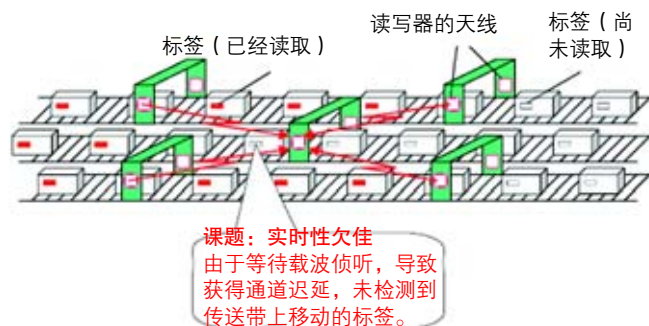 标签（已经读取）
读写器的天线
标签（尚
未读取）
课题：实时性欠佳
由于等待载波侦听，导致
获得通道迟延，未检测到
传送带上移动的标签。